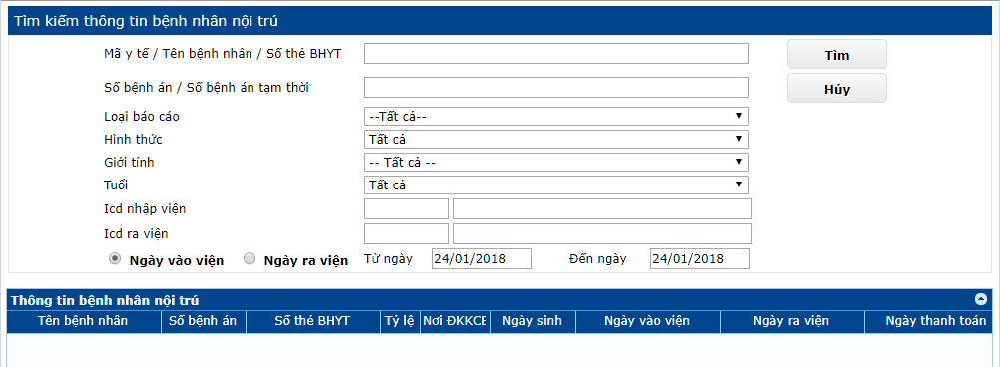 Tìm kiếm thông tin bệnh nhân nội trú
Mã y tế / Tên bệnh nhân / Số thẻ BHYT
Tìm
Số bệnh án / Số bệnh án tạm thời
Hủy
Loại báo cáo --Tất cả--
Hình thức Tất cả
Giới tính -- Tất cả --
Tuổi Tất cả
Icd nhập viện
Icd ra viện
Ngày vào viện Ngày ra viện Từ ngày 24/01/2018 Đến ngày 24/01/2018
Thông tin bệnh nhân nội trú
Tên bệnh nhân Số bệnh án Số thẻ BHYT Tỷ lệ Nơi ĐKKCB Ngày sinh Ngày vào viện Ngày ra viện Ngày thanh toán